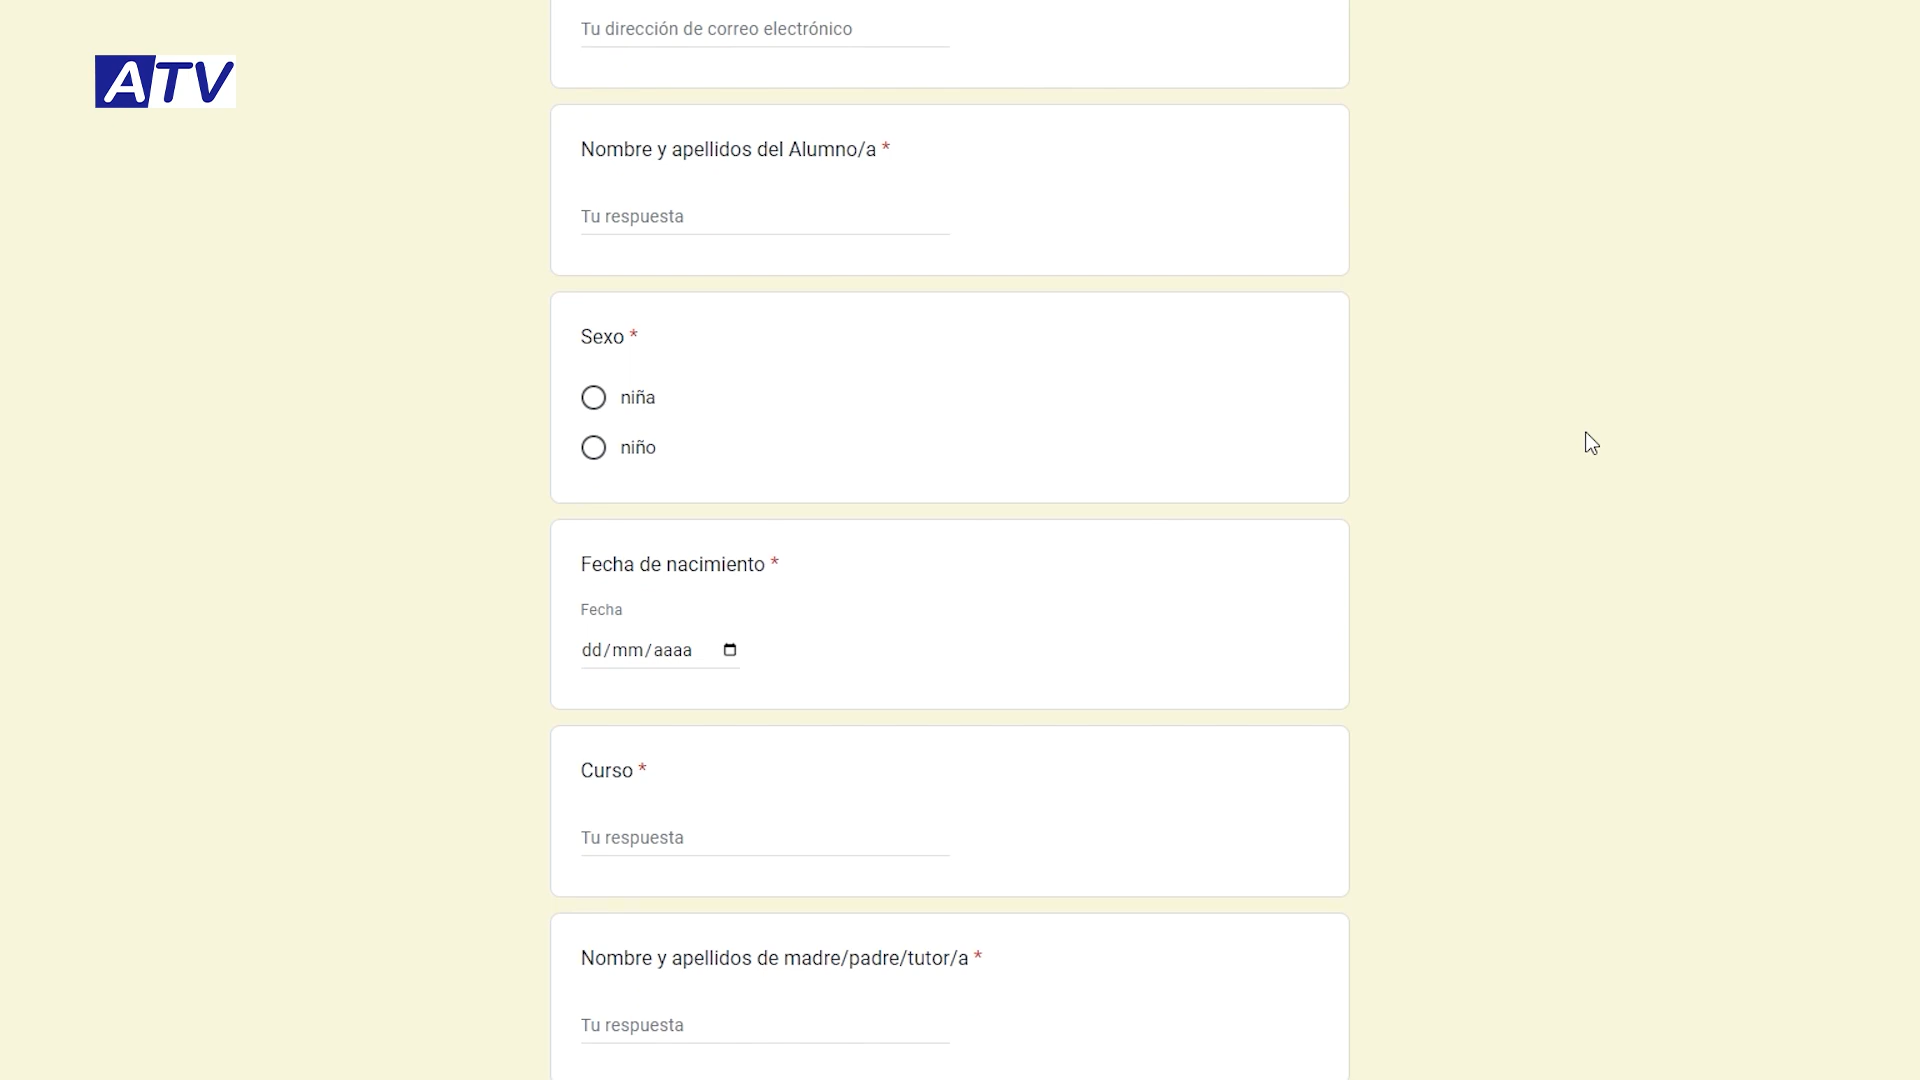 Tu dirección de correo electrónico
ATV
Nombre y apellidos del Alumno/a *
Tu respuesta
Sexo *
niña
niño
Fecha de nacimiento *
Fecha
dd/mm/aaaa
Curso *
Tu respuesta
Nombre y apellidos de madre/padre/tutor/a *
Tu respuesta